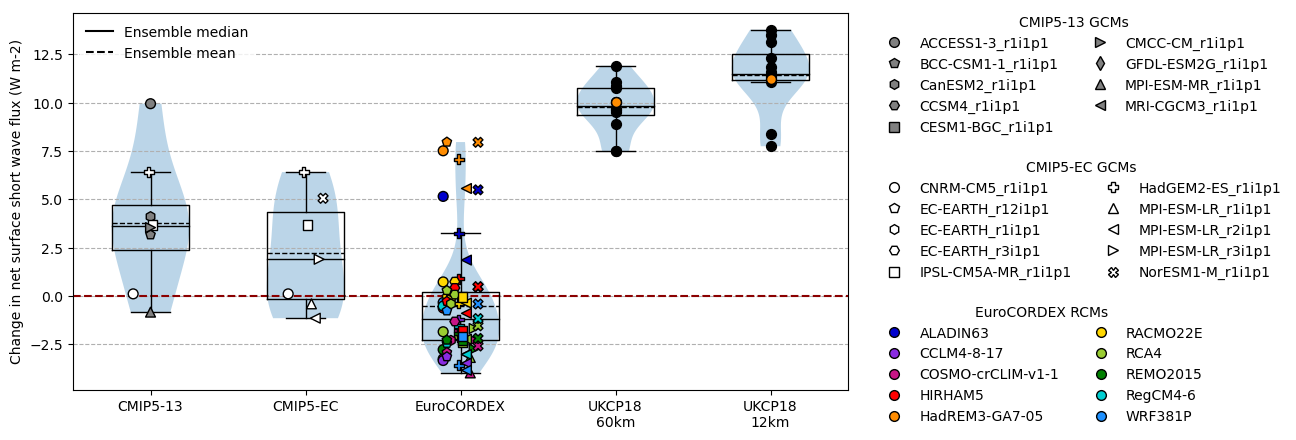 Change in net surface short wave flux (W m-2)
12.5
10.0
7.5
5.0
2.5
0.0
−2.5
Ensemble median
Ensemble mean
CMIP5-13
CMIP5-EC
EuroCORDEX
UKCP18
60km
UKCP18
12km
CMIP5-13 GCMs
ACCESS1-3_r1i1p1
BCC-CSM1-1_r1i1p1
CanESM2_r1i1p1
CCSM4_r1i1p1
CESM1-BGC_r1i1p1
CMCC-CM_r1i1p1
GFDL-ESM2G_r1i1p1
MPI-ESM-MR_r1i1p1
MRI-CGCM3_r1i1p1
CMIP5-EC GCMs
CNRM-CM5_r1i1p1
EC-EARTH_r12i1p1
EC-EARTH_r1i1p1
EC-EARTH_r3i1p1
IPSL-CM5A-MR_r1i1p1
HadGEM2-ES_r1i1p1
MPI-ESM-LR_r1i1p1
MPI-ESM-LR_r2i1p1
MPI-ESM-LR_r3i1p1
NorESM1-M_r1i1p1
EuroCORDEX RCMs
ALADIN63
CCLM4-8-17
COSMO-crCLIM-v1-1
HIRHAM5
HadREM3-GA7-05
RACMO22E
RCA4
REMO2015
RegCM4-6
WRF381P